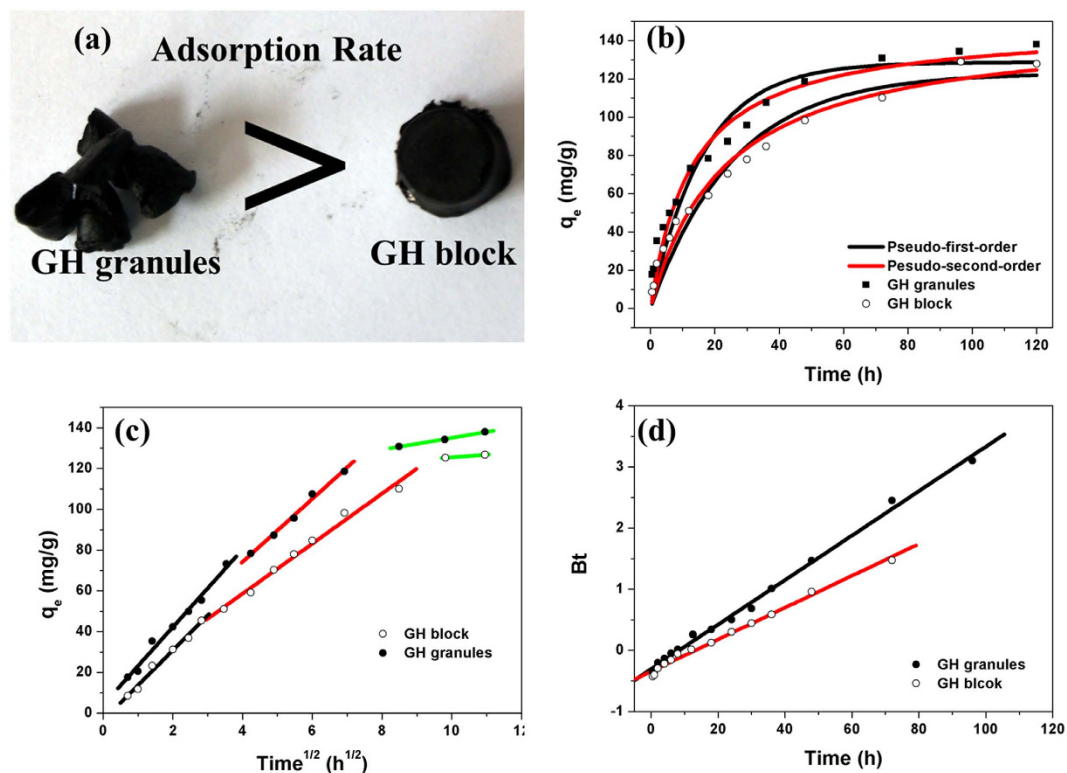 (a)
Adsorption Rate
>
GH granules
GH block
(b)
140
120
100
80
60
40
20
0
qe (mg/g)
Pseudo-first-order
Pesudo-second-order
GH granules
GH block
0 20 40 60 80 100 120
Time (h)
(c)
140
120
100
80
60
40
20
0
qe (mg/g)
GH block
GH granules
0 2 4 6 8 10 12
Time1/2 (h1/2)
(d)
4
3
2
1
0
-1
Bt
GH granules
GH blcok
0 20 40 60 80 100 120
Time (h)